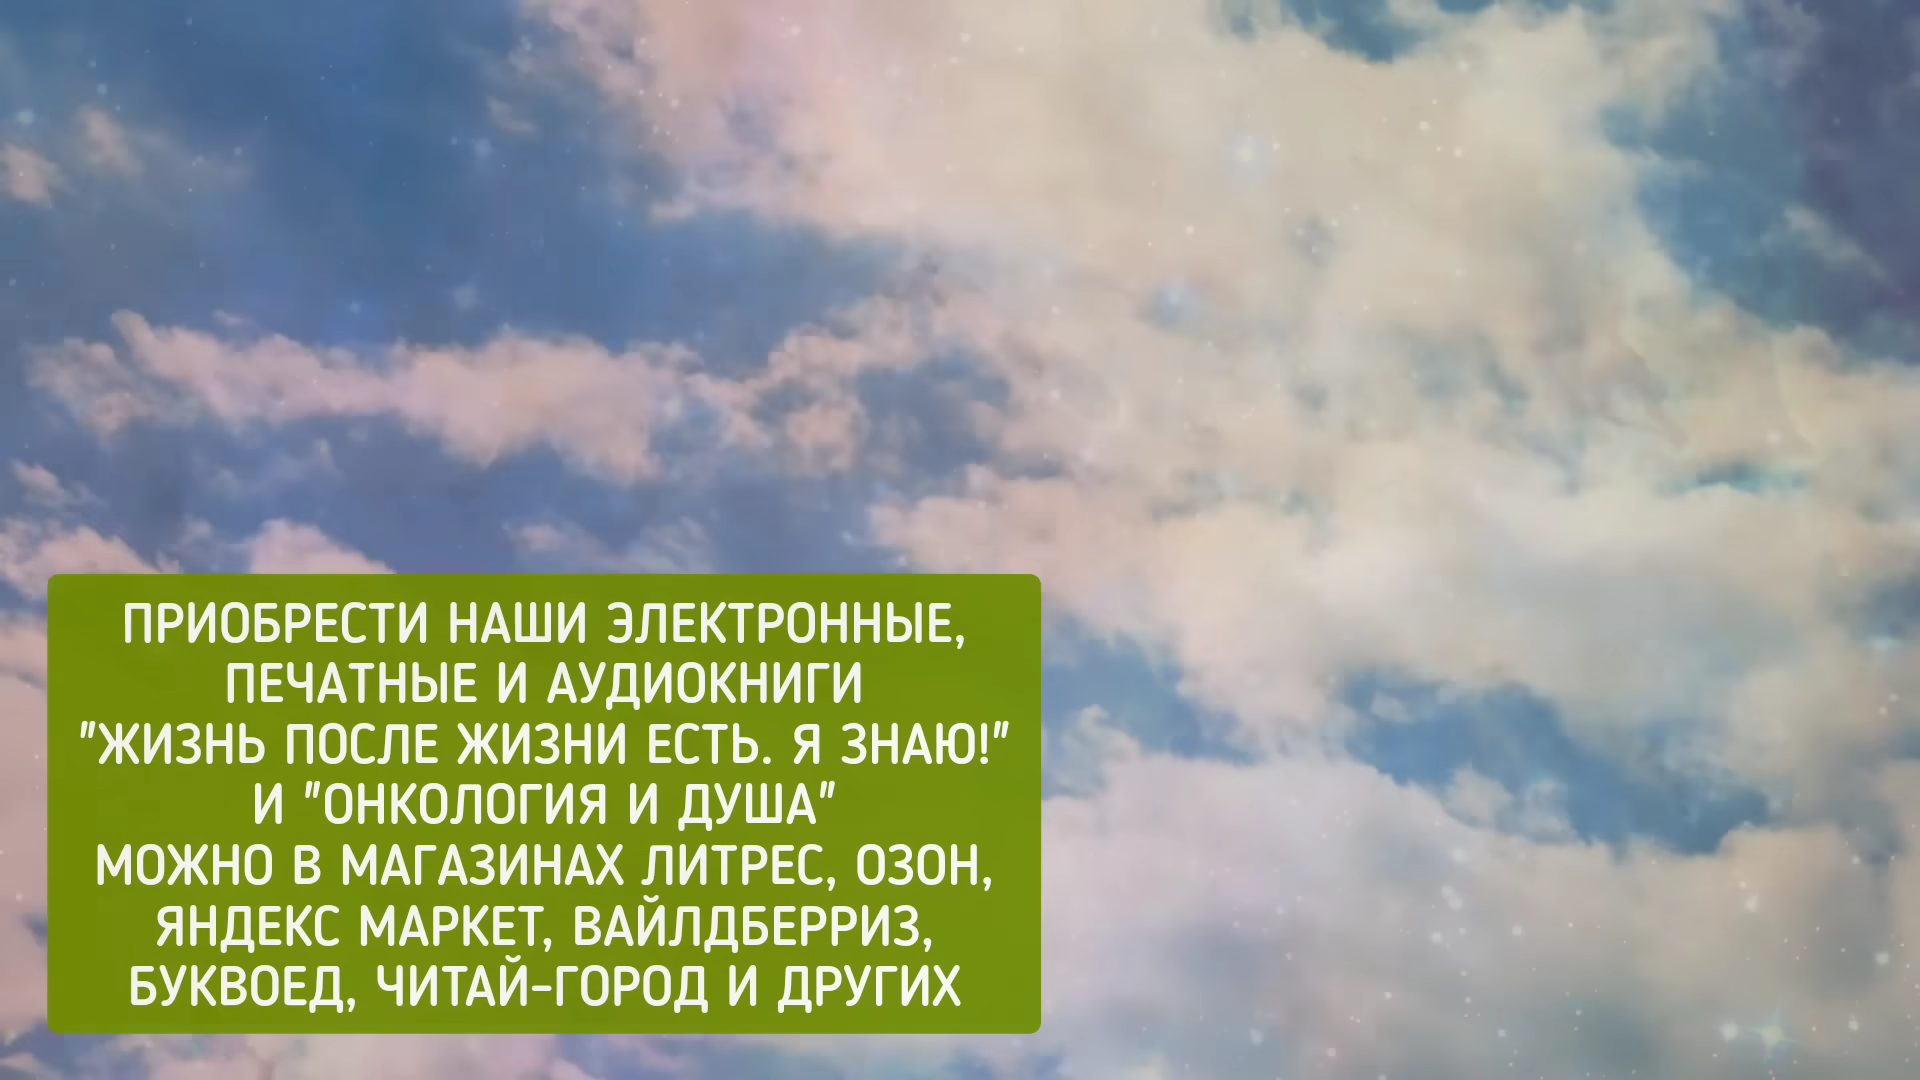 ПРИОБРЕСТИ НАШИ ЭЛЕКТРОННЫЕ,
ПЕЧАТНЫЕ И АУДИОКНИГИ
"ЖИЗНЬ ПОСЛЕ ЖИЗНИ ЕСТЬ. Я ЗНАЮ!"
И "ОНКОЛОГИЯ И ДУША"
МОЖНО В МАГАЗИНАХ ЛИТРЕС, ОЗОН,
ЯНДЕКС МАРКЕТ, ВАЙЛДБЕРРИЗ,
БУКВОЕД, ЧИТАЙ-ГОРОД И ДРУГИХ